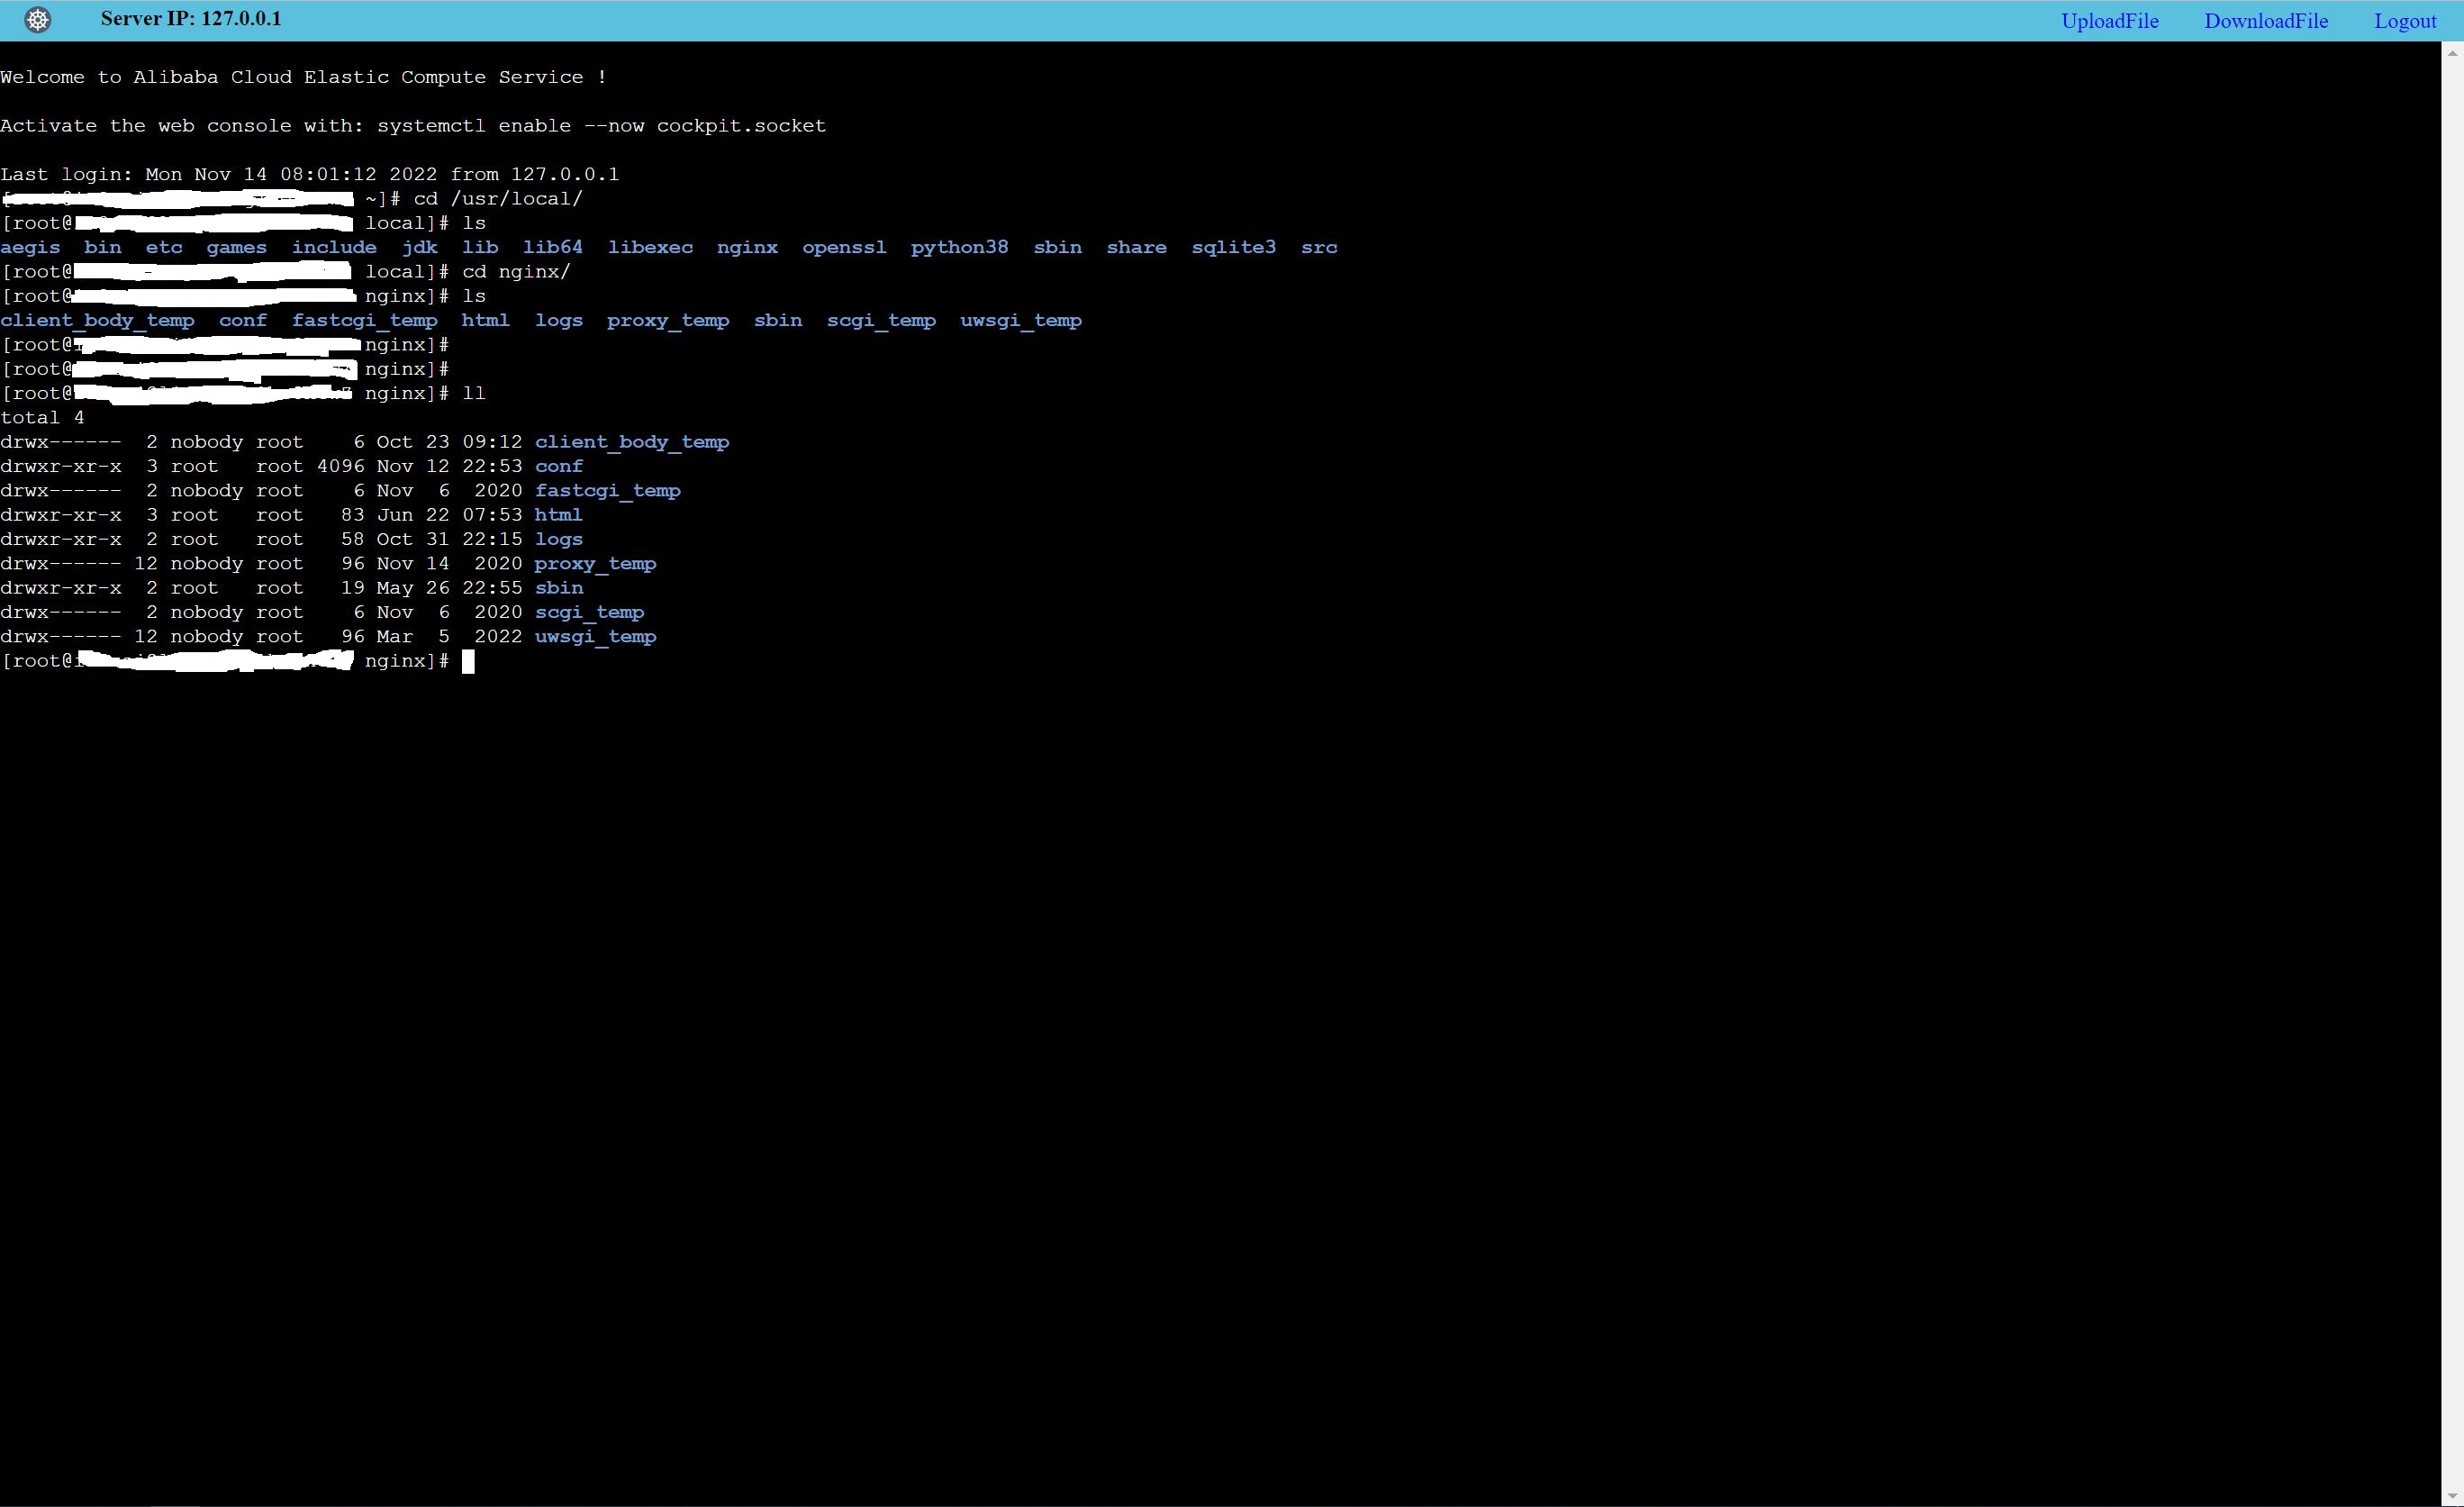 Server IP: 127.0.0.1 UploadFile DownloadFile Logout
Welcome to Alibaba Cloud Elastic Compute Service !
Activate the web console with: systemctl enable --now cockpit.socket
Last login: Mon Nov 14 08:01:12 2022 from 127.0.0.1
~]# cd /usr/local/
[root@ local]# ls
aegis bin etc games include jdk lib lib64 libexec nginx openssl python38 sbin share sqlite3 src
[root@ local]# cd nginx/
[root@ nginx]# ls
client_body_temp conf fastcgi_temp html logs proxy_temp sbin scgi_temp uwsgi_temp
[root@ nginx]#
[root@ nginx]#
[root@ nginx]# ll
total 4
drwx------ 2 nobody root 6 Oct 23 09:12 client_body_temp
drwxr-xr-x 3 root root 4096 Nov 12 22:53 conf
drwx------ 2 nobody root 6 Nov 6 2020 fastcgi_temp
drwxr-xr-x 3 root root 83 Jun 22 07:53 html
drwxr-xr-x 2 root root 58 Oct 31 22:15 logs
drwx------ 12 nobody root 96 Nov 14 2020 proxy_temp
drwxr-xr-x 2 root root 19 May 26 22:55 sbin
drwx------ 2 nobody root 6 Nov 6 2020 scgi_temp
drwx------ 12 nobody root 96 Mar 5 2022 uwsgi_temp
[root@ nginx]#